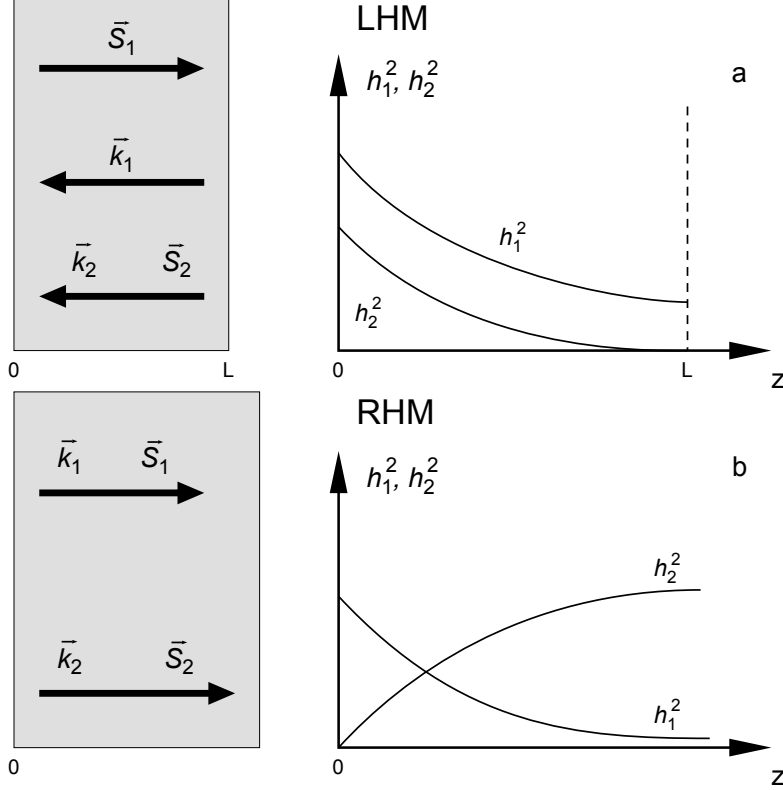 LHM
S⃗₁
h₁², h₂²
a
k⃗₁
h₁²
k⃗₂ S⃗₂
h₂²
0 L
0 L z
RHM
k⃗₁ S⃗₁
h₁², h₂²
b
h₂²
k⃗₂ S⃗₂
h₁²
0
0 z